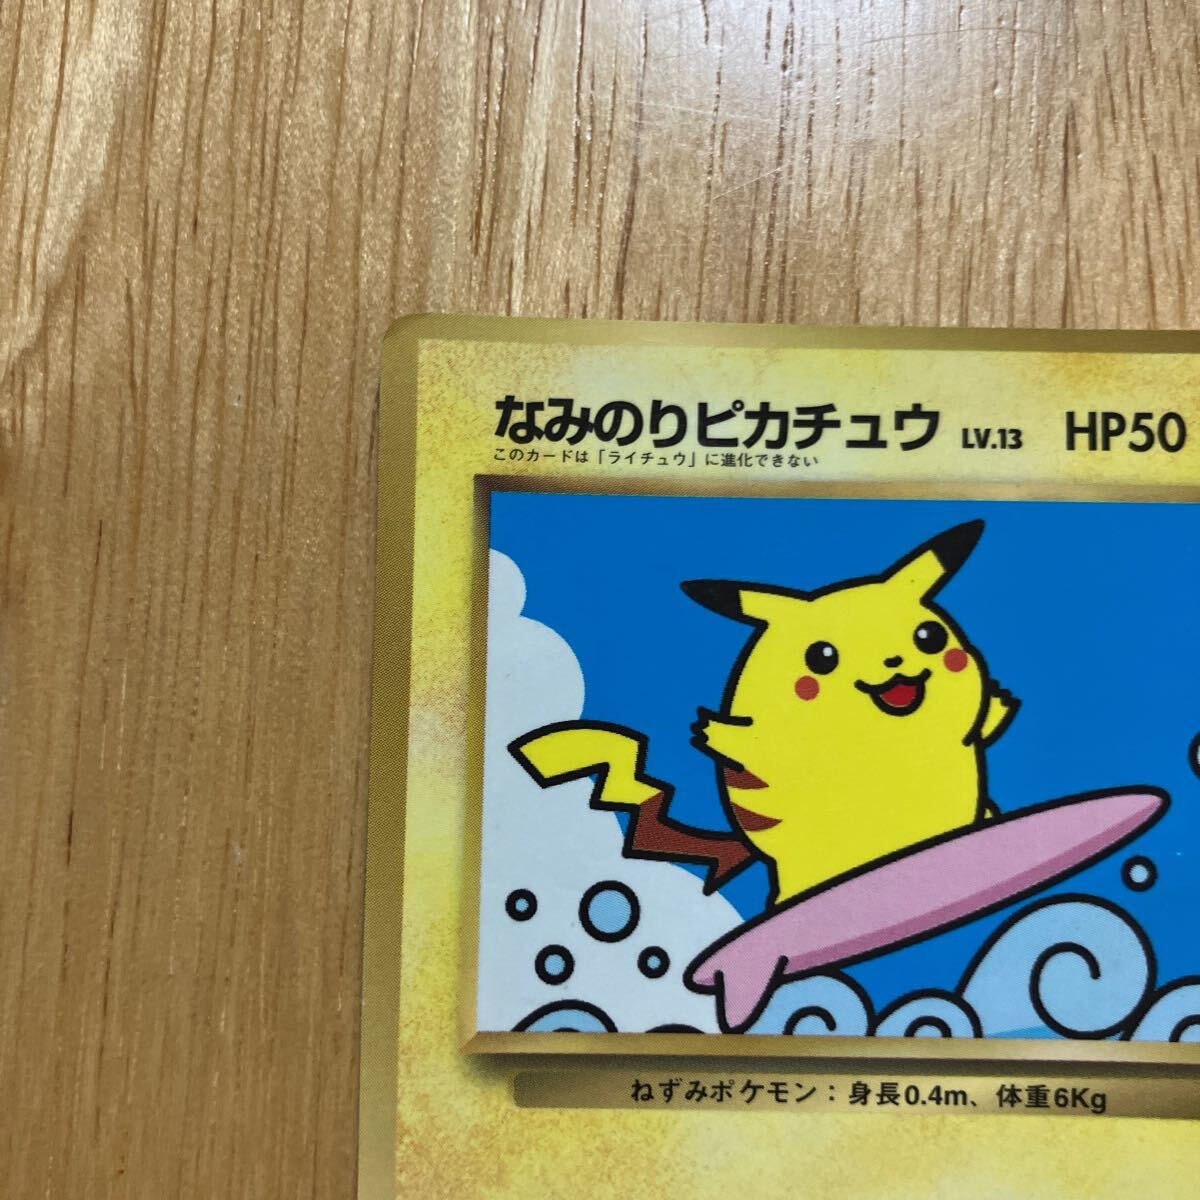 なみのりピカチュウ LV.13 HP50
このカードは「ライチュウ」に進化できない
ねずみポケモン：身長0.4m、体重6Kg